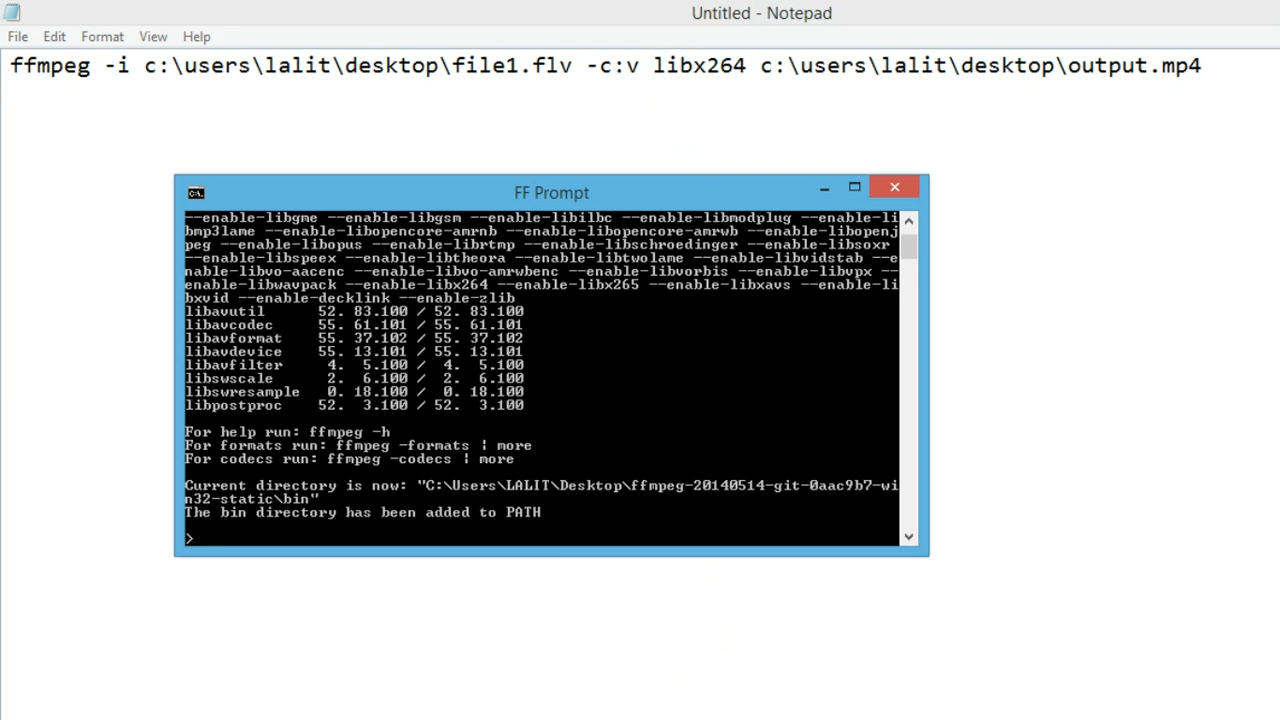 Untitled - Notepad
File Edit Format View Help
ffmpeg -i c:\users\lalit\desktop\file1.flv -c:v libx264 c:\users\lalit\desktop\output.mp4
C:\.
FF Prompt
--enable-libgme --enable-libgsm --enable-libilbc --enable-libmodplug --enable-li
bmp3lame --enable-libopencore-amrnb --enable-libopencore-amrwb --enable-libopenj
peg --enable-libopus --enable-librtmp --enable-libschroedinger --enable-libsoxr
--enable-libspeex --enable-libtheora --enable-libtwolame --enable-libvidstab --e
nable-libvo-aacenc --enable-libvo-amrwbenc --enable-libvorbis --enable-libvpx --
enable-libwavpack --enable-libx264 --enable-libx265 --enable-libxavs --enable-li
bxvid --enable-decklink --enable-zlib
libavutil      52. 83.100 / 52. 83.100
libavcodec     55. 61.101 / 55. 61.101
libavformat    55. 37.102 / 55. 37.102
libavdevice    55. 13.101 / 55. 13.101
libavfilter     4.  5.100 /  4.  5.100
libswscale      2.  6.100 /  2.  6.100
libswresample   0. 18.100 /  0. 18.100
libpostproc    52.  3.100 / 52.  3.100
For help run: ffmpeg -h
For formats run: ffmpeg -formats | more
For codecs run: ffmpeg -codecs | more
Current directory is now: "C:\Users\LALIT\Desktop\ffmpeg-20140514-git-0aac9b7-wi
n32-static\bin"
The bin directory has been added to PATH
>